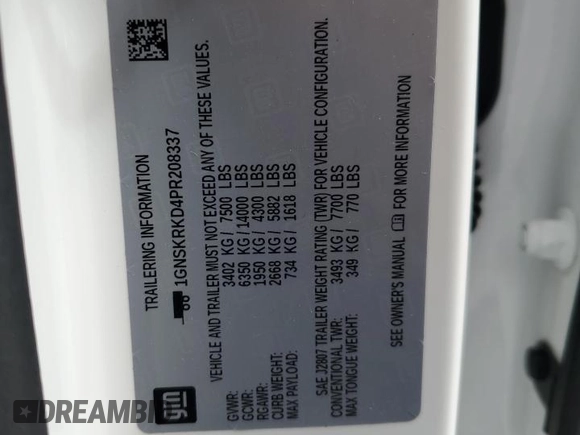 TRAILERING INFORMATION
1GNSKRKD4PR208337
VEHICLE AND TRAILER MUST NOT EXCEED ANY OF THESE VALUES.
GVWR: 3402 KG / 7500 LBS
GCWR: 6350 KG / 14000 LBS
RGAWR: 1950 KG / 4300 LBS
CURB WEIGHT: 2668 KG / 5882 LBS
MAX PAYLOAD: 734 KG / 1618 LBS
SAE J2807 TRAILER WEIGHT RATING (TWR) FOR VEHICLE CONFIGURATION.
CONVENTIONAL TWR: 3493 KG / 7700 LBS
MAX TONGUE WEIGHT: 349 KG / 770 LBS
SEE OWNER'S MANUAL FOR MORE INFORMATION
gm
DREAMBI